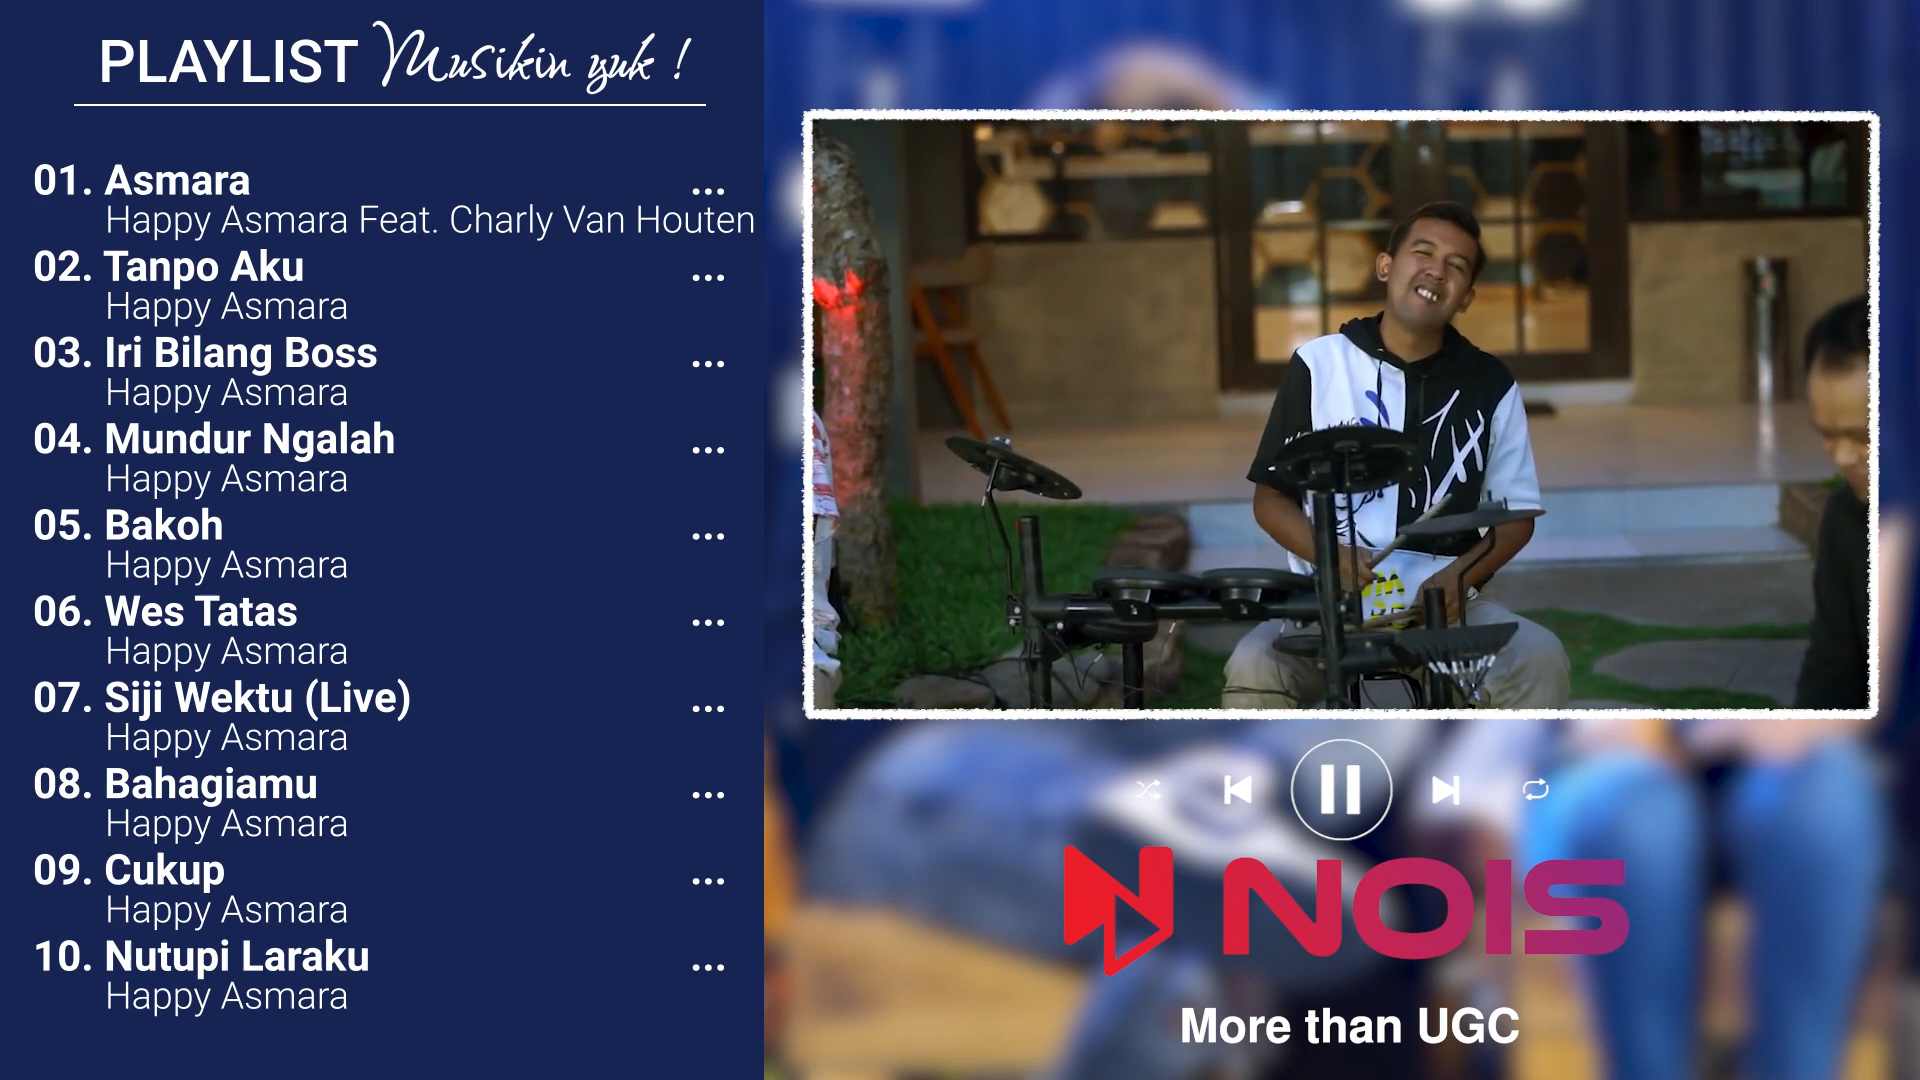 PLAYLIST Musikin yuk !
01. Asmara ...
Happy Asmara Feat. Charly Van Houten
02. Tanpo Aku ...
Happy Asmara
03. Iri Bilang Boss ...
Happy Asmara
04. Mundur Ngalah ...
Happy Asmara
05. Bakoh ...
Happy Asmara
06. Wes Tatas ...
Happy Asmara
07. Siji Wektu (Live) ...
Happy Asmara
08. Bahagiamu ...
Happy Asmara
09. Cukup ...
Happy Asmara
10. Nutupi Laraku ...
Happy Asmara
NOIS
More than UGC